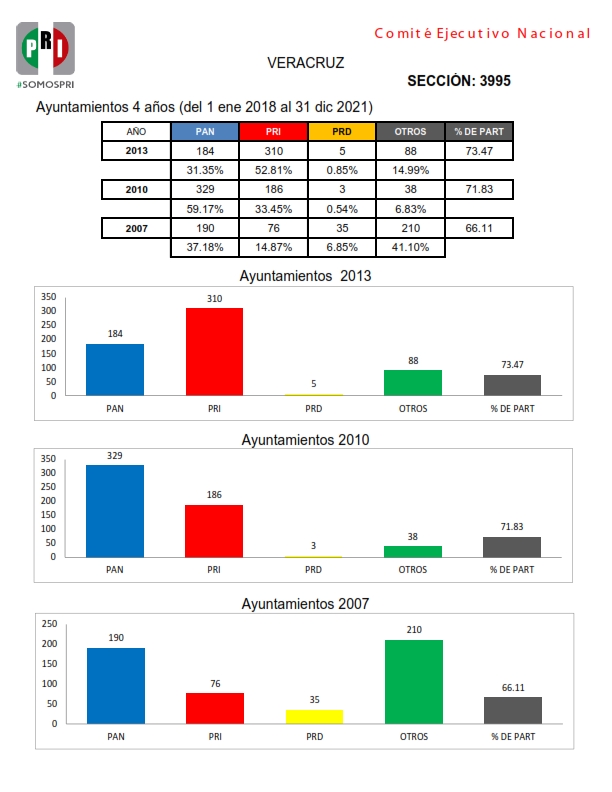 Comité Ejecutivo Nacional
PRI
#SOMOSPRI
VERACRUZ
SECCIÓN: 3995
Ayuntamientos 4 años (del 1 ene 2018 al 31 dic 2021)
AÑO PAN PRI PRD OTROS % DE PART
2013 184 310 5 88 73.47
31.35% 52.81% 0.85% 14.99%
2010 329 186 3 38 71.83
59.17% 33.45% 0.54% 6.83%
2007 190 76 35 210 66.11
37.18% 14.87% 6.85% 41.10%
Ayuntamientos 2013
350
300
250
200
150
100
50
0
184 310 5 88 73.47
PAN PRI PRD OTROS % DE PART
Ayuntamientos 2010
350
300
250
200
150
100
50
0
329 186 3 38 71.83
PAN PRI PRD OTROS % DE PART
Ayuntamientos 2007
250
200
150
100
50
0
190 76 35 210 66.11
PAN PRI PRD OTROS % DE PART